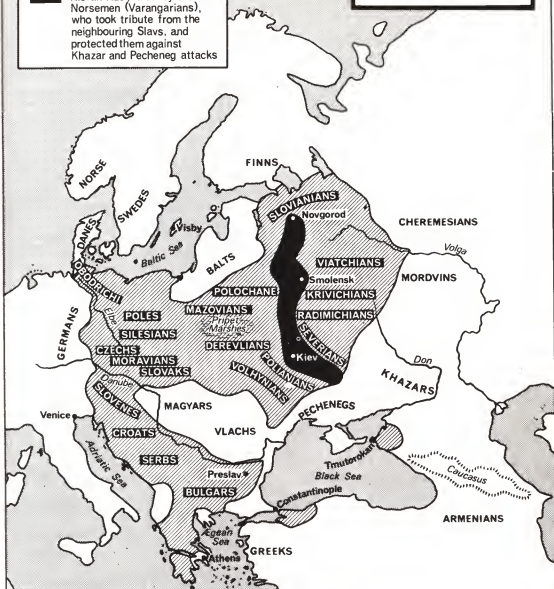 Norsemen (Varangarians),
who took tribute from the
neighbouring Slavs, and
protected them against
Khazar and Pecheneg attacks
FINNS
NORSE
SWEDES
SLOVIANIANS
Novgorod
CHEREMESIANS
DANES
Visby
Baltic Sea
BALTS
Volga
VIATCHIANS
MORDVINS
OBODRICHI
Smolensk
POLOCHANE
KRIVICHIANS
Elbe
POLES
MAZOVIANS
RADIMICHIANS
GERMANS
SILESIANS
Pripet
Marshes
SEVERIANS
DEREVLIANS
CZECHS
MORAVIANS
SLOVAKS
Kiev
Don
POLIANIANS
VOLHYNIANS
KHAZARS
Danube
SLOVENES
MAGYARS
PECHENEGS
Venice
VLACHS
CROATS
Tmutorokan
Adriatic Sea
SERBS
Preslav
Black Sea
Caucasus
BULGARS
Constantinople
ARMENIANS
Ægean
Sea
GREEKS
Athens